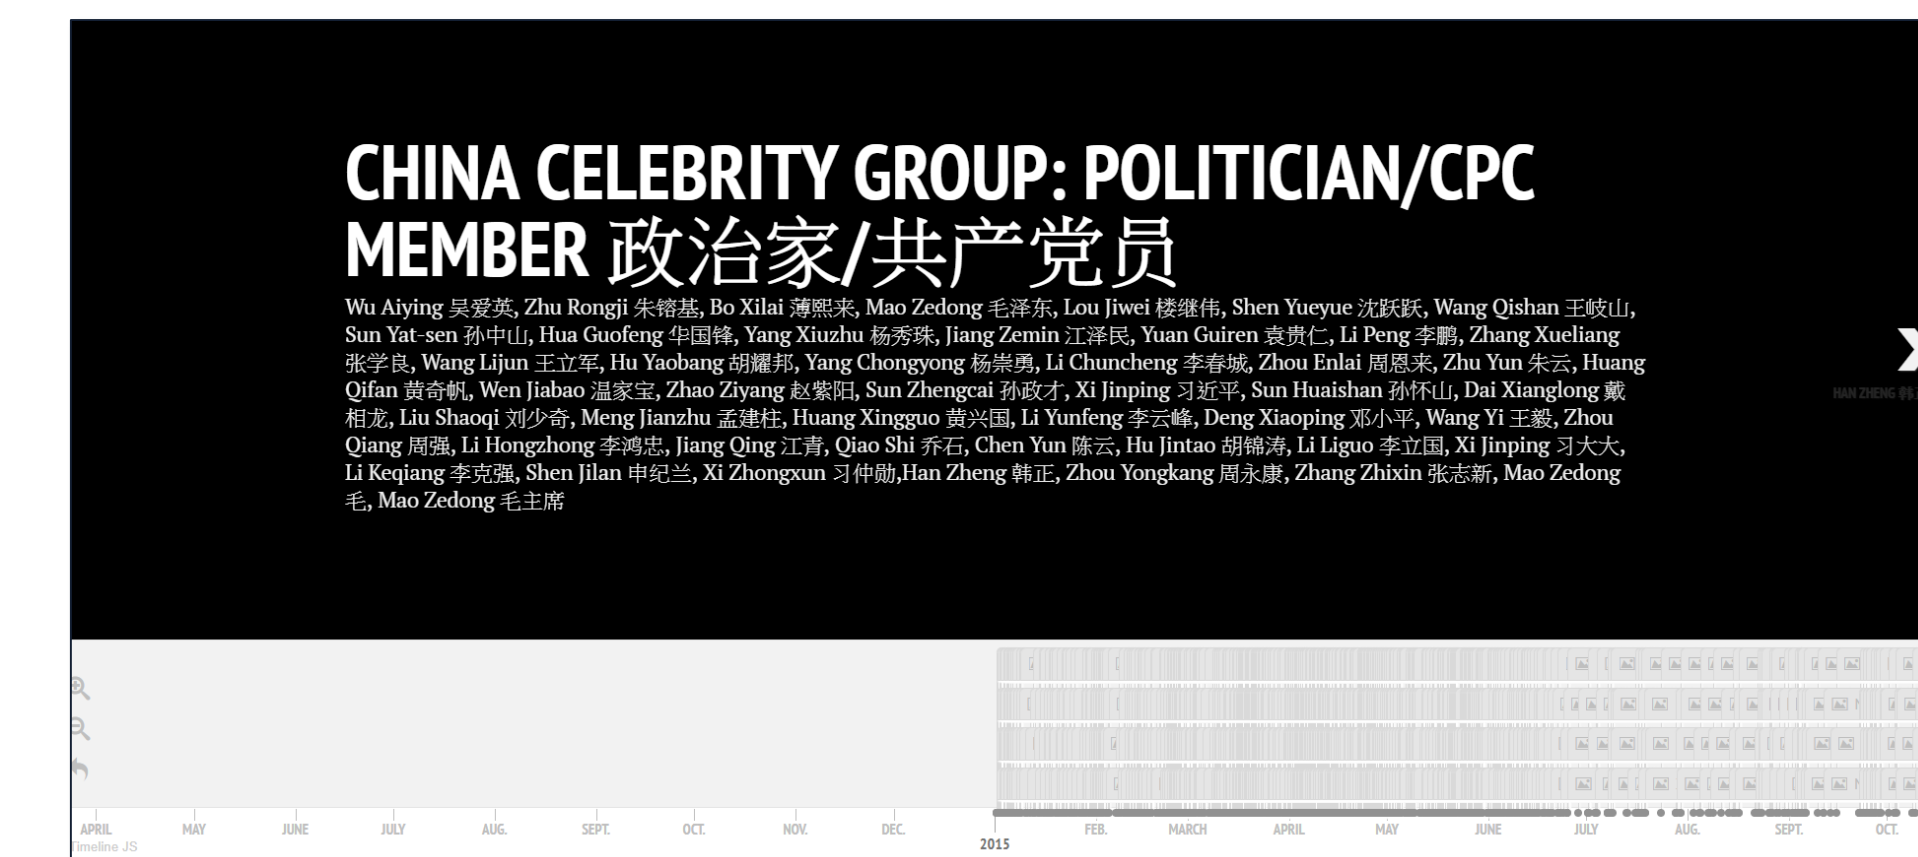 CHINA CELEBRITY GROUP: POLITICIAN/CPC
MEMBER 政治家/共产党员
Wu Aiying 吴爱英, Zhu Rongji 朱镕基, Bo Xilai 薄熙来, Mao Zedong 毛泽东, Lou Jiwei 楼继伟, Shen Yueyue 沈跃跃, Wang Qishan 王岐山,
Sun Yat-sen 孙中山, Hua Guofeng 华国锋, Yang Xiuzhu 杨秀珠, Jiang Zemin 江泽民, Yuan Guiren 袁贵仁, Li Peng 李鹏, Zhang Xueliang
张学良, Wang Lijun 王立军, Hu Yaobang 胡耀邦, Yang Chongyong 杨崇勇, Li Chuncheng 李春城, Zhou Enlai 周恩来, Zhu Yun 朱云, Huang
Qifan 黄奇帆, Wen Jiabao 温家宝, Zhao Ziyang 赵紫阳, Sun Zhengcai 孙政才, Xi Jinping 习近平, Sun Huaishan 孙怀山, Dai Xianglong 戴
相龙, Liu Shaoqi 刘少奇, Meng Jianzhu 孟建柱, Huang Xingguo 黄兴国, Li Yunfeng 李云峰, Deng Xiaoping 邓小平, Wang Yi 王毅, Zhou
Qiang 周强, Li Hongzhong 李鸿忠, Jiang Qing 江青, Qiao Shi 乔石, Chen Yun 陈云, Hu Jintao 胡锦涛, Li Liguo 李立国, Xi Jinping 习大大,
Li Keqiang 李克强, Shen Jilan 申纪兰, Xi Zhongxun 习仲勋,Han Zheng 韩正, Zhou Yongkang 周永康, Zhang Zhixin 张志新, Mao Zedong
毛, Mao Zedong 毛主席
HAN ZHENG 韩
APRIL MAY JUNE JULY AUG. SEPT. OCT. NOV. DEC. FEB. MARCH APRIL MAY JUNE JULY AUG. SEPT. OCT.
2015
Timeline JS